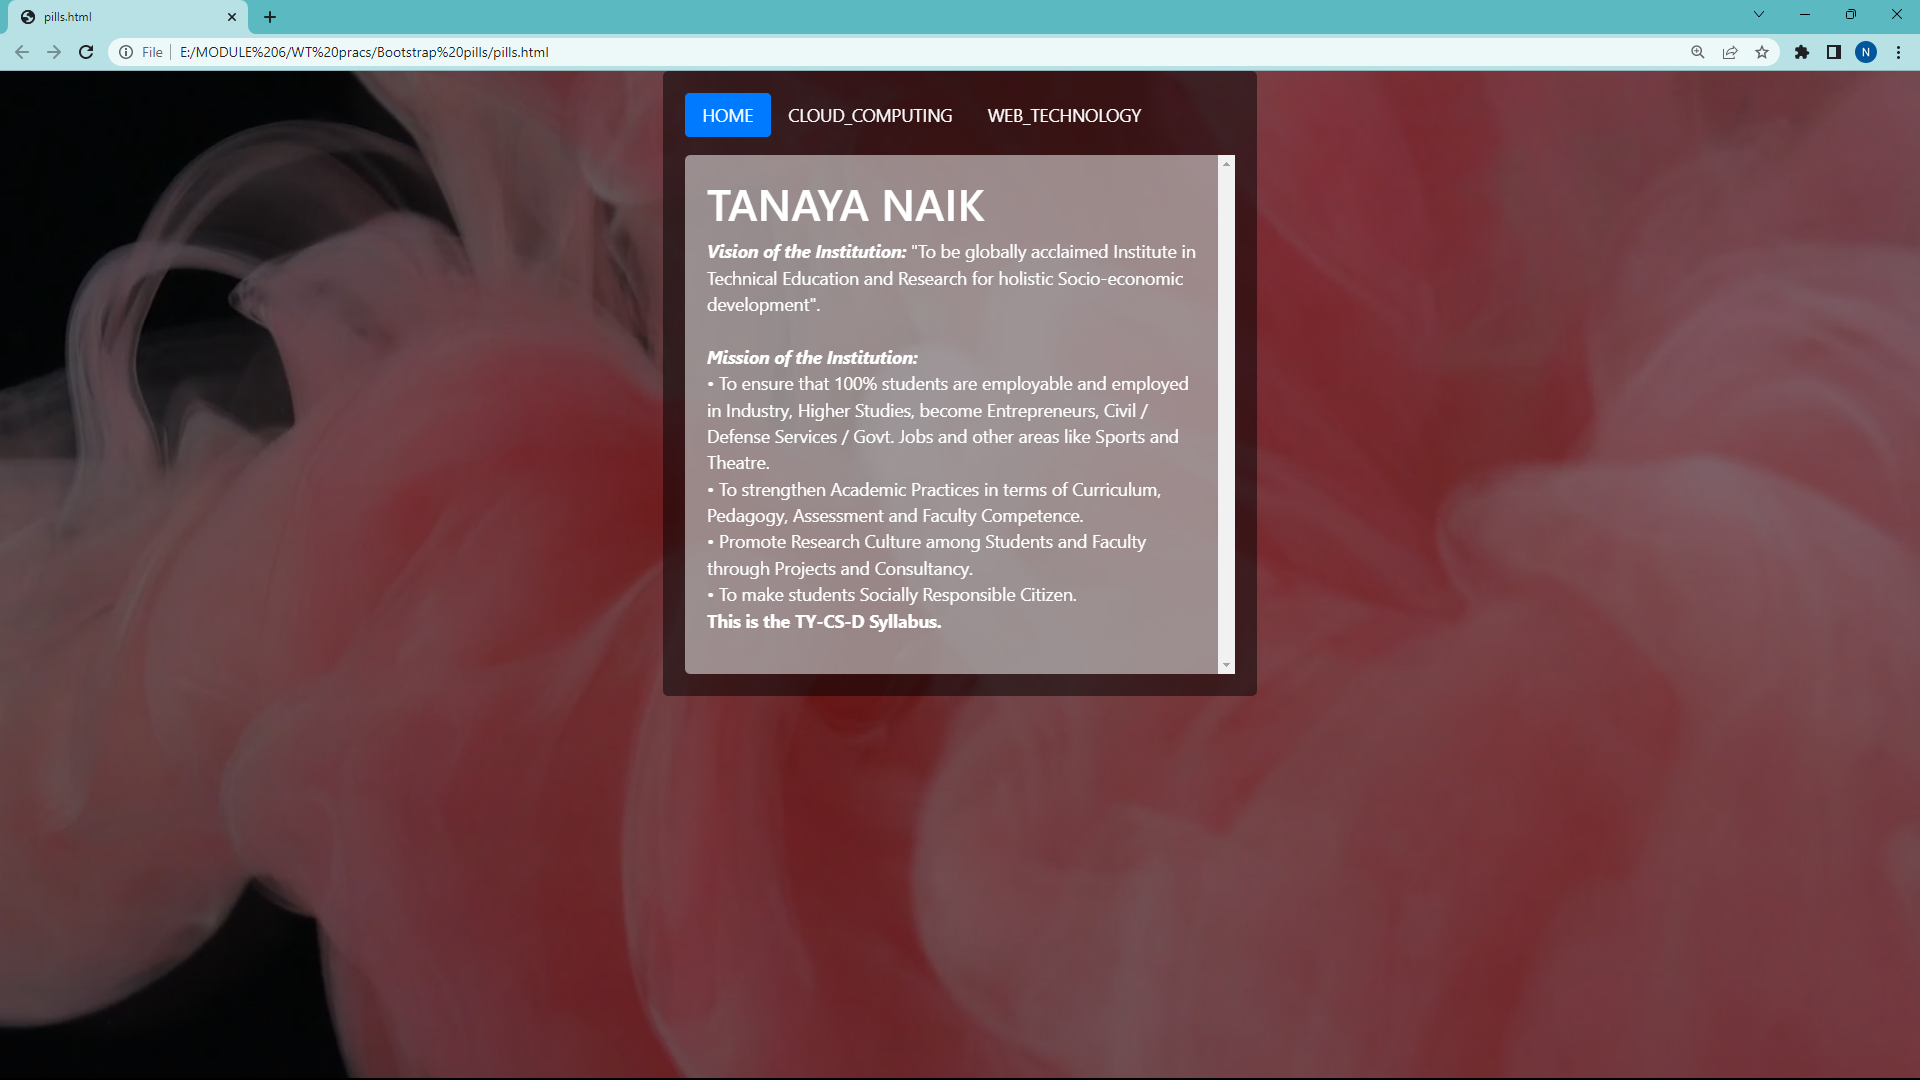 pills.html
File
E:/MODULE%206/WT%20pracs/Bootstrap%20pills/pills.html
N
HOME CLOUD_COMPUTING WEB_TECHNOLOGY
TANAYA NAIK
Vision of the Institution: "To be globally acclaimed Institute in
Technical Education and Research for holistic Socio-economic
development".
Mission of the Institution:
• To ensure that 100% students are employable and employed
in Industry, Higher Studies, become Entrepreneurs, Civil /
Defense Services / Govt. Jobs and other areas like Sports and
Theatre.
• To strengthen Academic Practices in terms of Curriculum,
Pedagogy, Assessment and Faculty Competence.
• Promote Research Culture among Students and Faculty
through Projects and Consultancy.
• To make students Socially Responsible Citizen.
This is the TY-CS-D Syllabus.